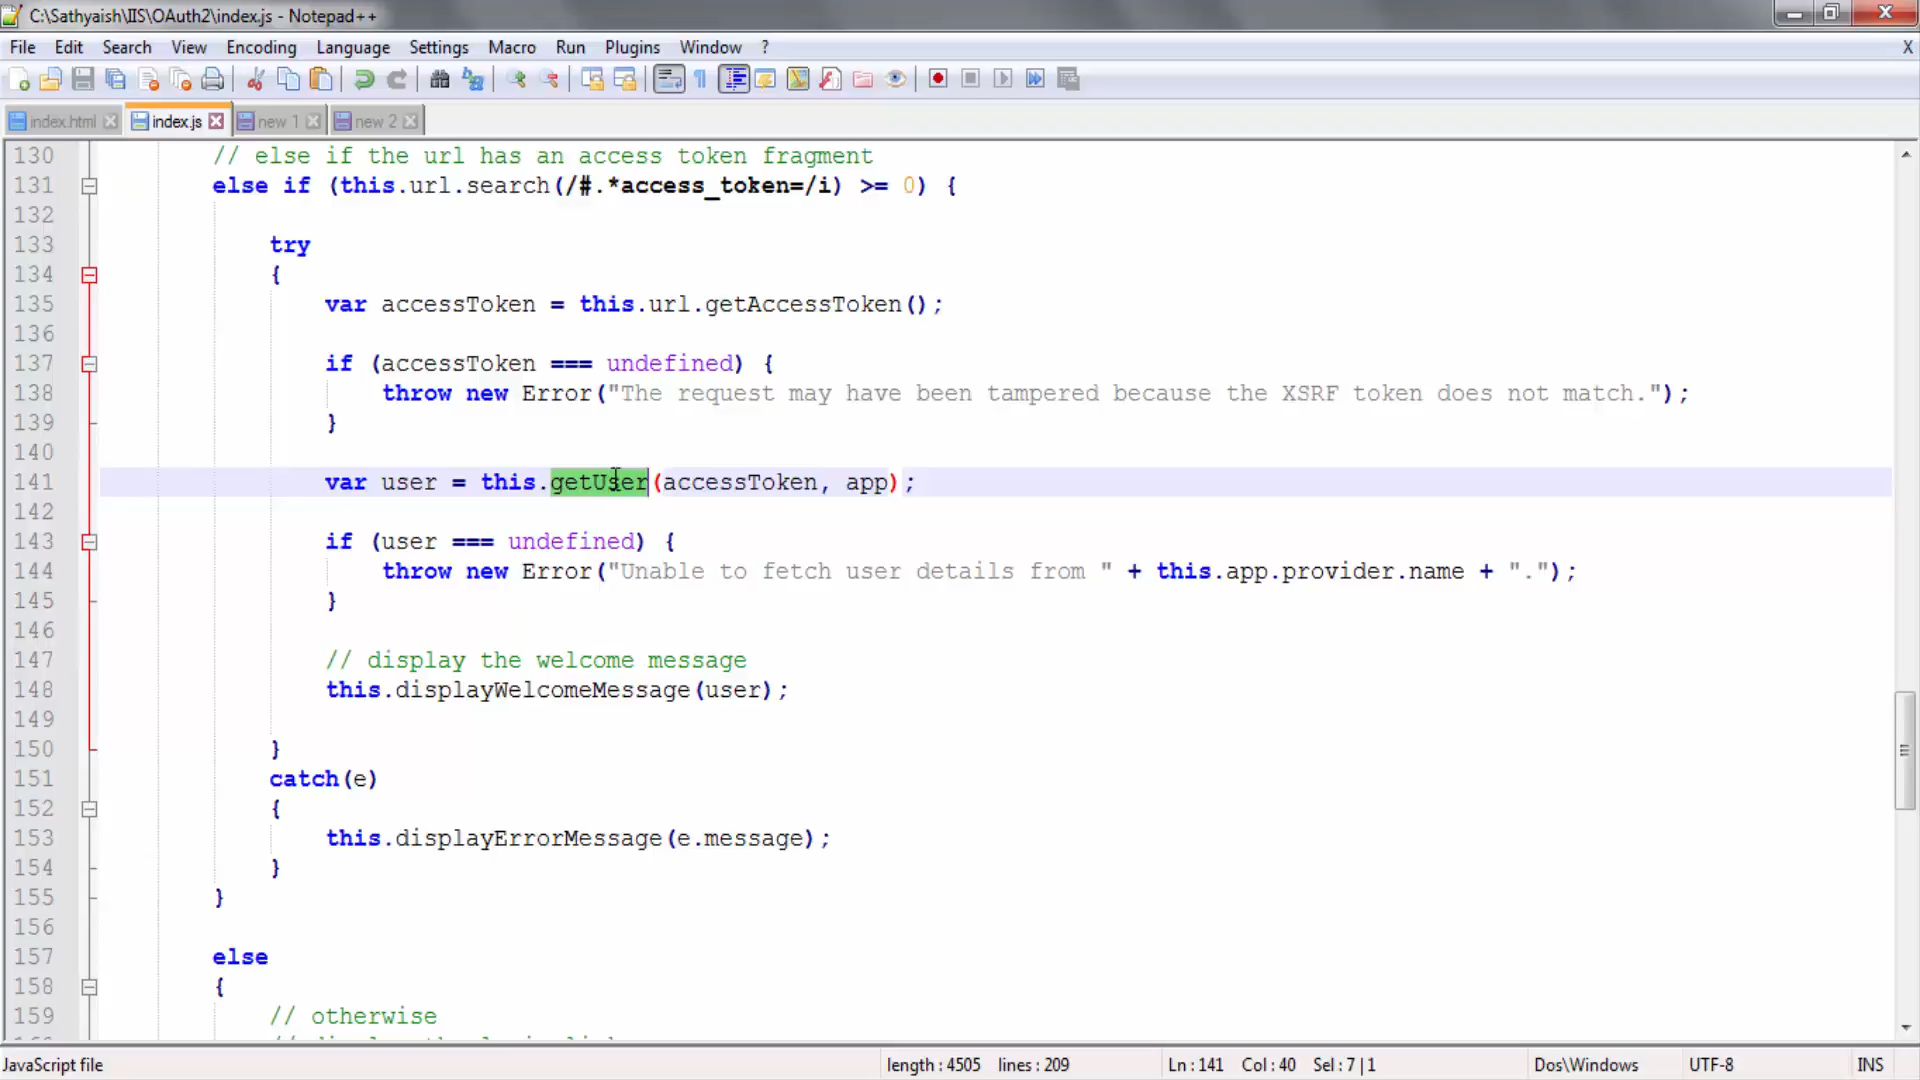 C:\Sathyaish\IIS\OAuth2\index.js - Notepad++
File Edit Search View Encoding Language Settings Macro Run Plugins Window ? X
index.html index.js new 1 new 2
130 // else if the url has an access token fragment
131 else if (this.url.search(/#.*access_token=/i) >= 0) {
132
133 try
134 {
135 var accessToken = this.url.getAccessToken();
136
137 if (accessToken === undefined) {
138 throw new Error("The request may have been tampered because the XSRF token does not match.");
139 }
140
141 var user = this.getUser(accessToken, app);
142
143 if (user === undefined) {
144 throw new Error("Unable to fetch user details from " + this.app.provider.name + ".");
145 }
146
147 // display the welcome message
148 this.displayWelcomeMessage(user);
149
150 }
151 catch(e)
152 {
153 this.displayErrorMessage(e.message);
154 }
155 }
156
157 else
158 {
159 // otherwise
JavaScript file length : 4505 lines : 209 Ln : 141 Col : 40 Sel : 7 | 1 Dos\Windows UTF-8 INS